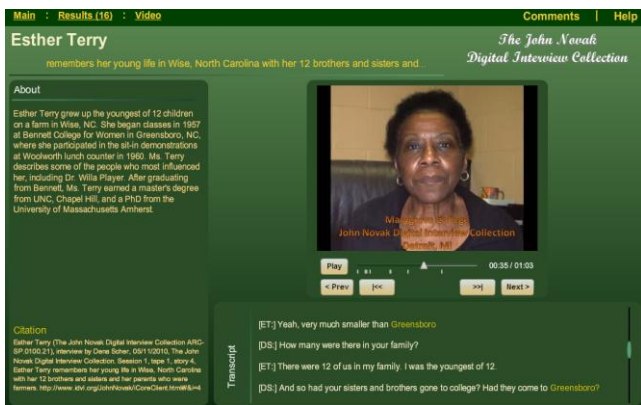 Main : Results (16) : Video
Comments | Help
Esther Terry
The John Novak
Digital Interview Collection
remembers her young life in Wise, North Carolina with her 12 brothers and sisters and...
About
Esther Terry grew up the youngest of 12 children
on a farm in Wise, NC. She began classes in 1957
at Bennett College for Women in Greensboro, NC,
where she participated in the sit-in demonstrations
at Woolworth lunch counter in 1960. Ms. Terry
describes some of the people who most influenced
her, including Dr. Willa Player. After graduating
from Bennett, Ms. Terry earned a master's degree
from UNC, Chapel Hill, and a PhD from the
University of Massachusetts Amherst.
John Novak Digital Interview Collection
Detroit, MI
Play
00:35 / 01:03
< Prev
|<<
>>|
Next >
Citation
Esther Terry (The John Novak Digital Interview Collection ARC-
SP.0100.21), interview by Dena Scher, 05/11/2010, The John
Novak Digital Interview Collection. Session 1, tape 1, story 4,
Esther Terry remembers her young life in Wise, North Carolina
with her 12 brothers and sisters and her parents who were
farmers.
Transcript
[ET:] Yeah, very much smaller than Greensboro
[DS:] How many were there in your family?
[ET:] There were 12 of us in my family. I was the youngest of 12.
[DS:] And so had your sisters and brothers gone to college? Had they come to Greensboro?